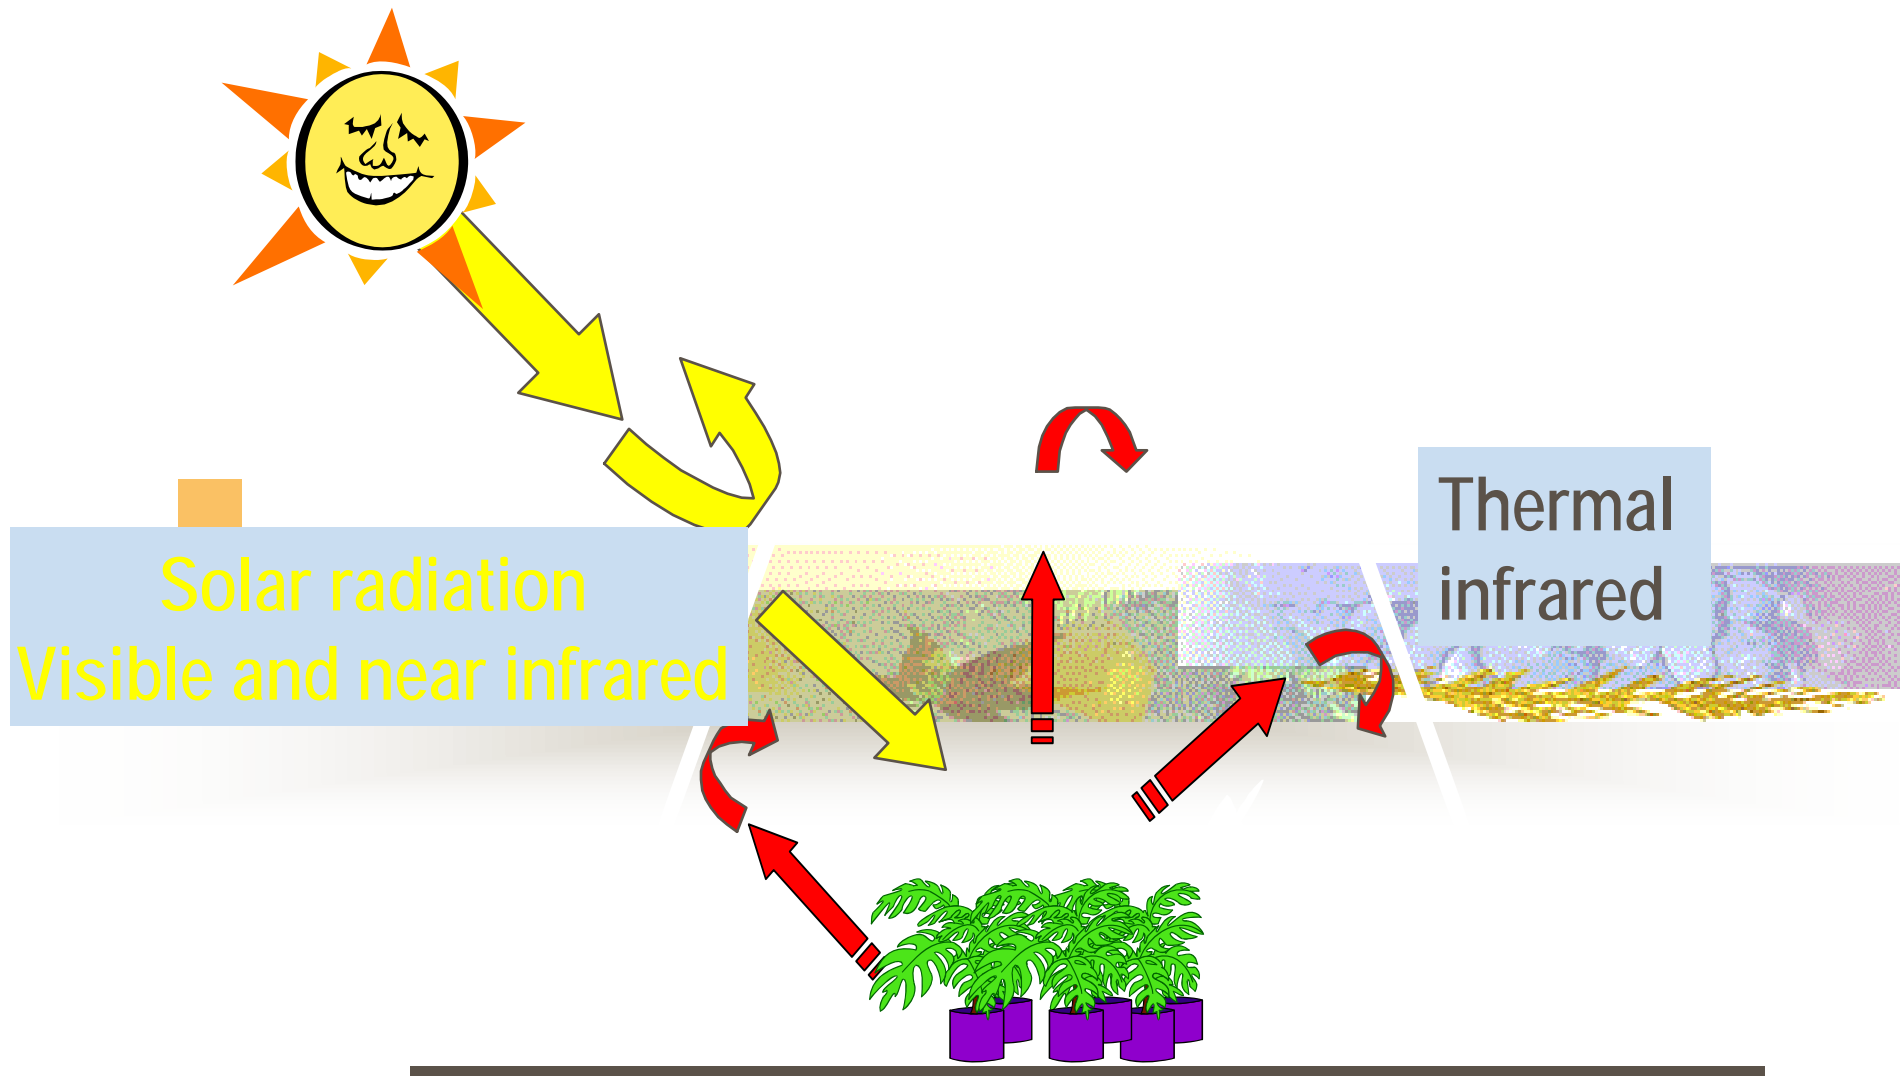 Solar radiation
Visible and near infrared
Thermal
infrared